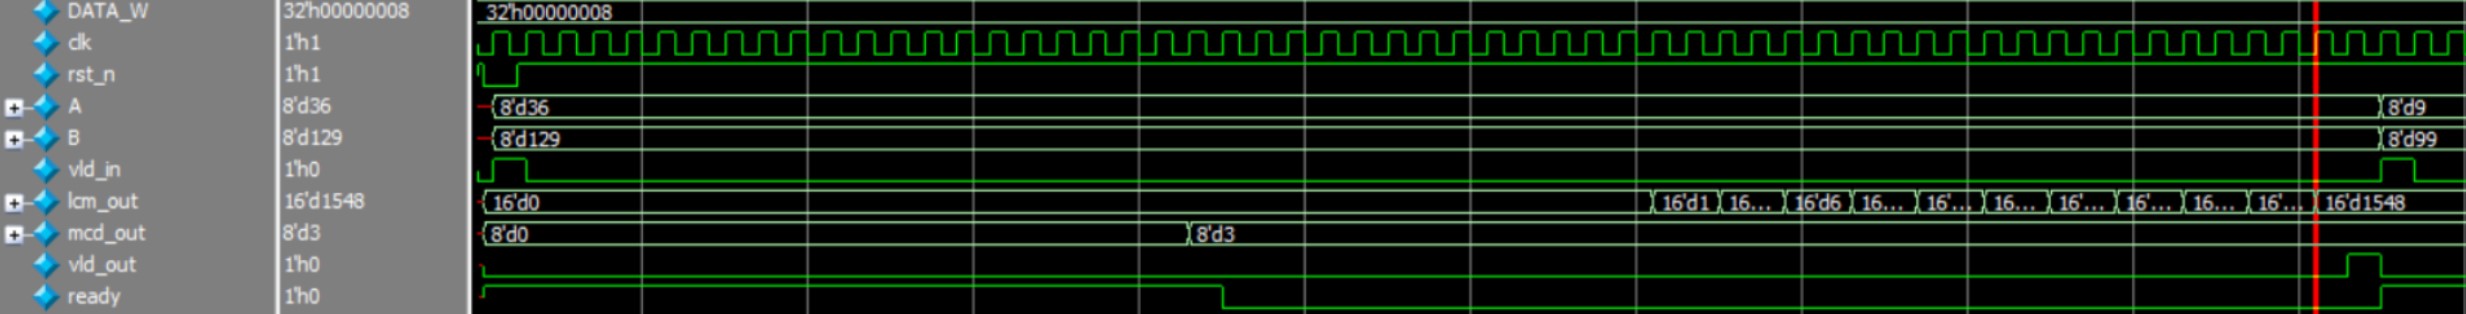 DATA_W 32'h00000008 32'h00000008
clk 1'h1
rst_n 1'h1
A 8'd36 8'd36 8'd9
B 8'd129 8'd129 8'd99
vld_in 1'h0
lcm_out 16'd1548 16'd0 16'd1 16... 16'd6 16... 16'... 16... 16'... 16'... 16... 16'... 16'd1548
mcd_out 8'd3 8'd0 8'd3
vld_out 1'h0
ready 1'h0